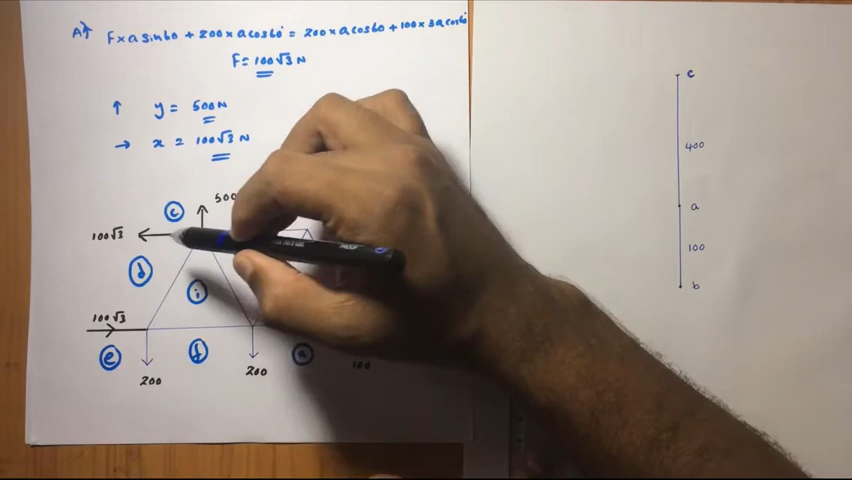 A↑ F×a sin60 + 200×a cos60° = 200×a cos60 + 100×3a cos60°
F = 100√3 N
↑ y = 500N
→ x = 100√3 N
500
c
100√3
d
i
100√3
e
f
a
200
200
100
c
400
a
100
b